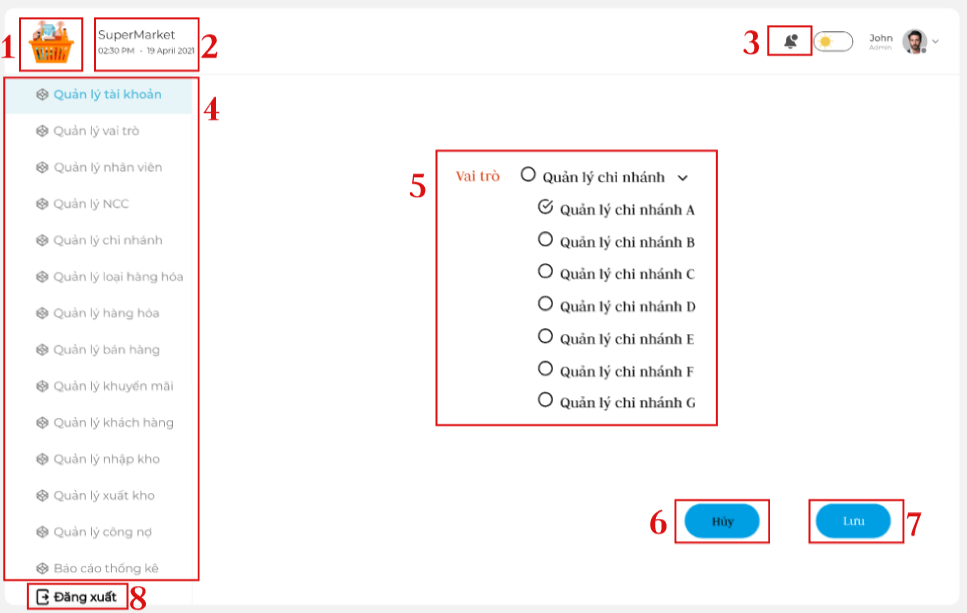 1
SuperMarket
02:30 PM - 19 April 2021
2
3
John
Admin
4
Quản lý tài khoản
Quản lý vai trò
Quản lý nhân viên
Quản lý NCC
Quản lý chi nhánh
Quản lý loại hàng hóa
Quản lý hàng hóa
Quản lý bán hàng
Quản lý khuyến mãi
Quản lý khách hàng
Quản lý nhập kho
Quản lý xuất kho
Quản lý công nợ
Báo cáo thống kê
Đăng xuất
8
5
Vai trò Quản lý chi nhánh
Quản lý chi nhánh A
Quản lý chi nhánh B
Quản lý chi nhánh C
Quản lý chi nhánh D
Quản lý chi nhánh E
Quản lý chi nhánh F
Quản lý chi nhánh G
6
Hủy
Lưu
7